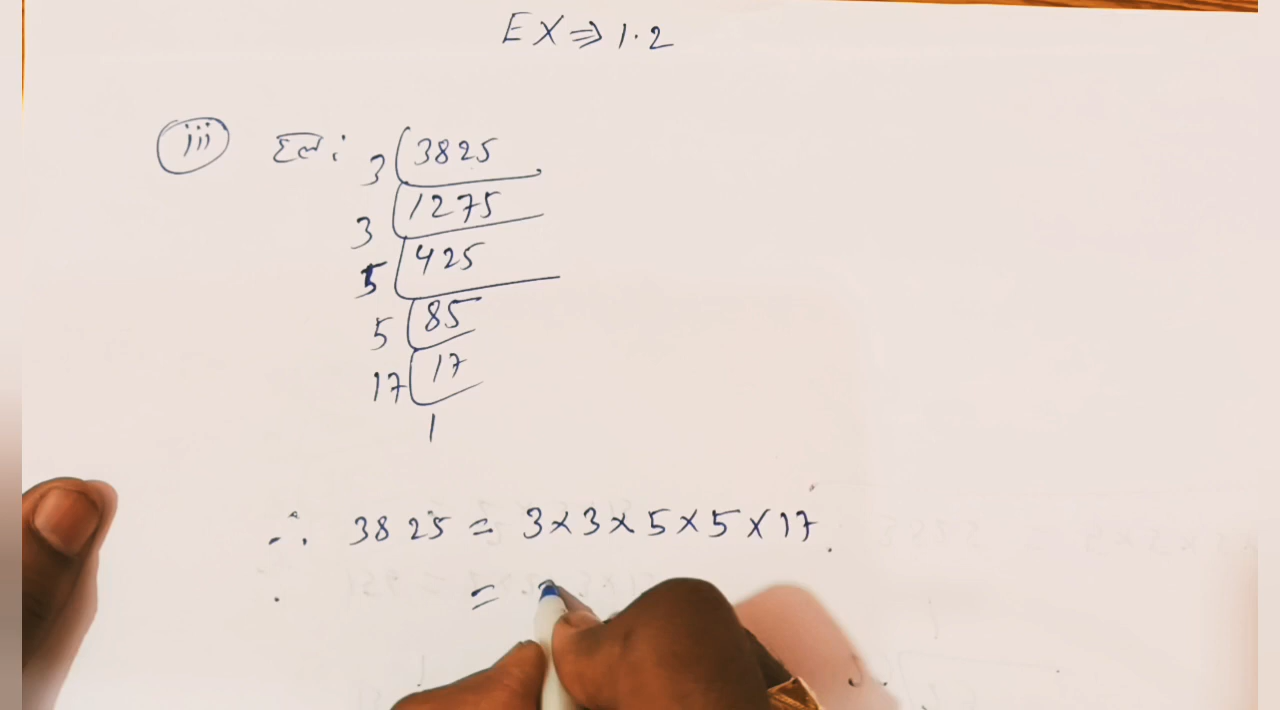 EX ⇒ 1.2
iii हल :
3 | 3825
3 | 1275
5 | 425
5 | 85
17 | 17
1
∴ 3825 = 3×3×5×5×17
=